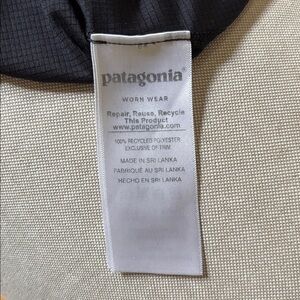 patagonia®
WORN WEAR
Repair, Reuse, Recycle
This Product
www.patagonia.com
100% RECYCLED POLYESTER
EXCLUSIVE OF TRIM
MADE IN SRI LANKA
FABRIQUÉ AU SRI LANKA
HECHO EN SRI LANKA